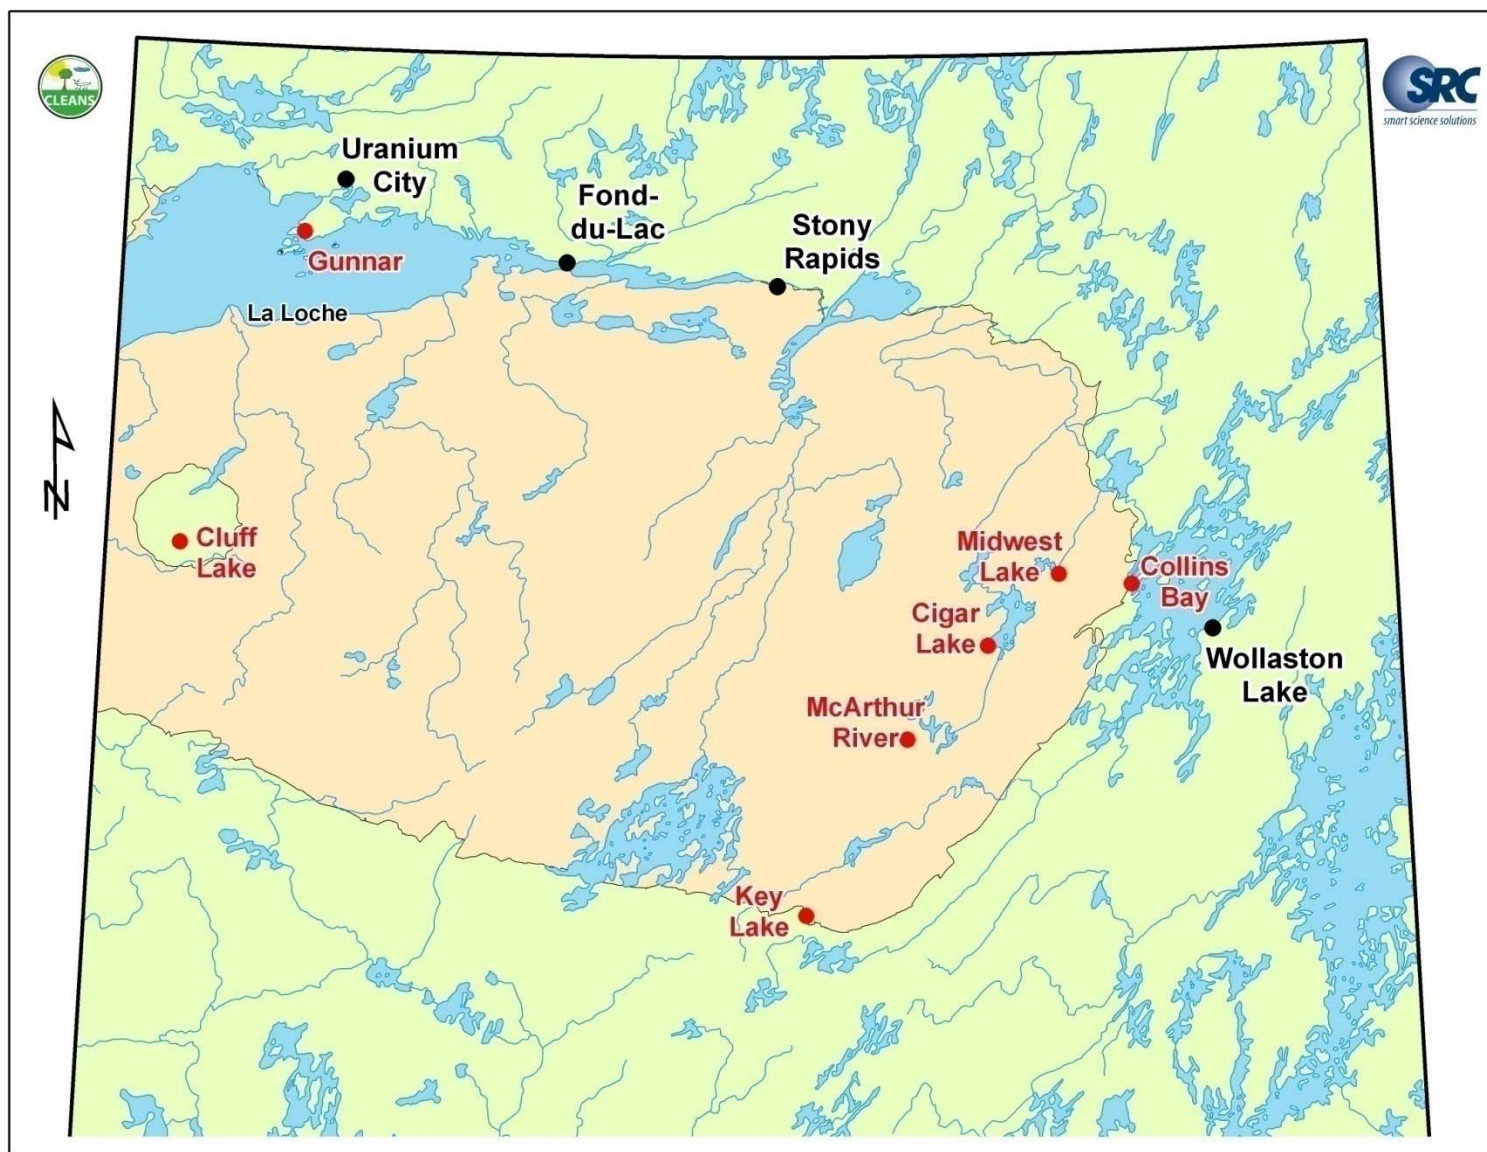 CLEANS
SRC
smart science solutions
Uranium
City
Fond-
du-Lac
Stony
Rapids
Gunnar
La Loche
N
Cluff
Lake
Midwest
Lake
Collins
Bay
Cigar
Lake
Wollaston
Lake
McArthur
River
Key
Lake